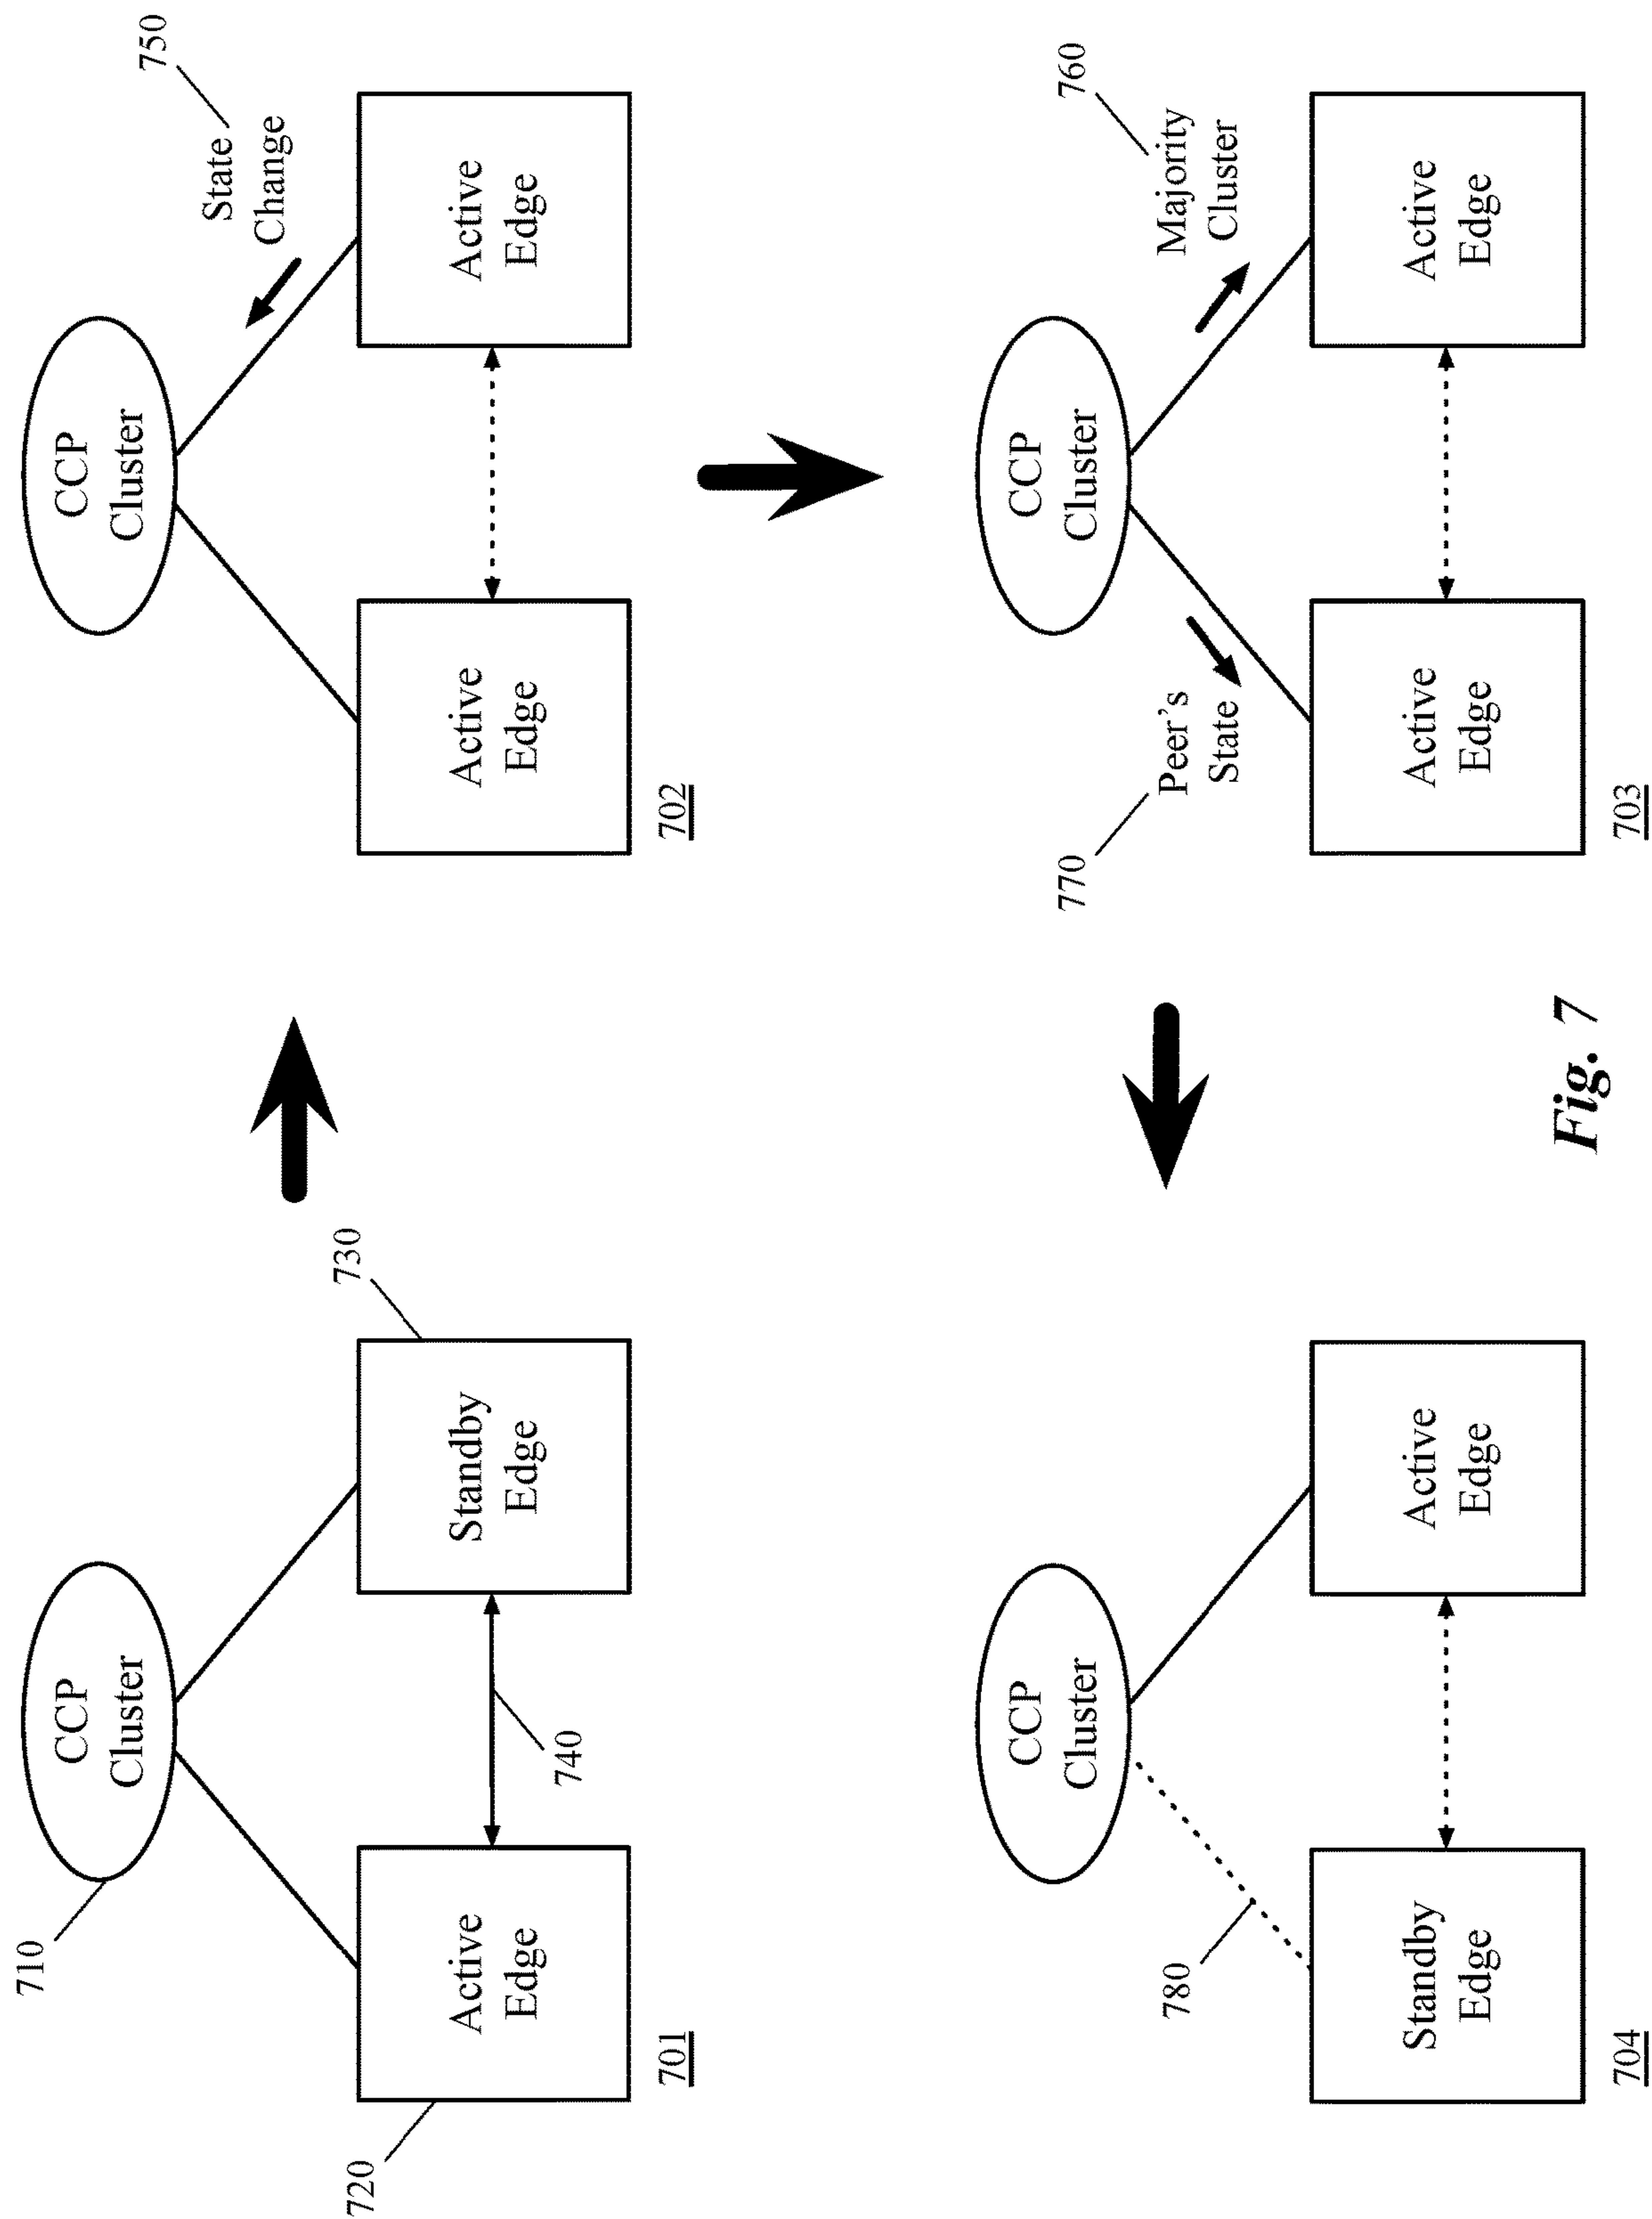 710
CCP
Cluster
720
Active
Edge
740
Standby
Edge
730
701
CCP
Cluster
State
Change
750
Active
Edge
Active
Edge
702
CCP
Cluster
780
Standby
Edge
Active
Edge
704
CCP
Cluster
770
Peer's
State
Majority
Cluster
760
Active
Edge
Active
Edge
703
Fig. 7